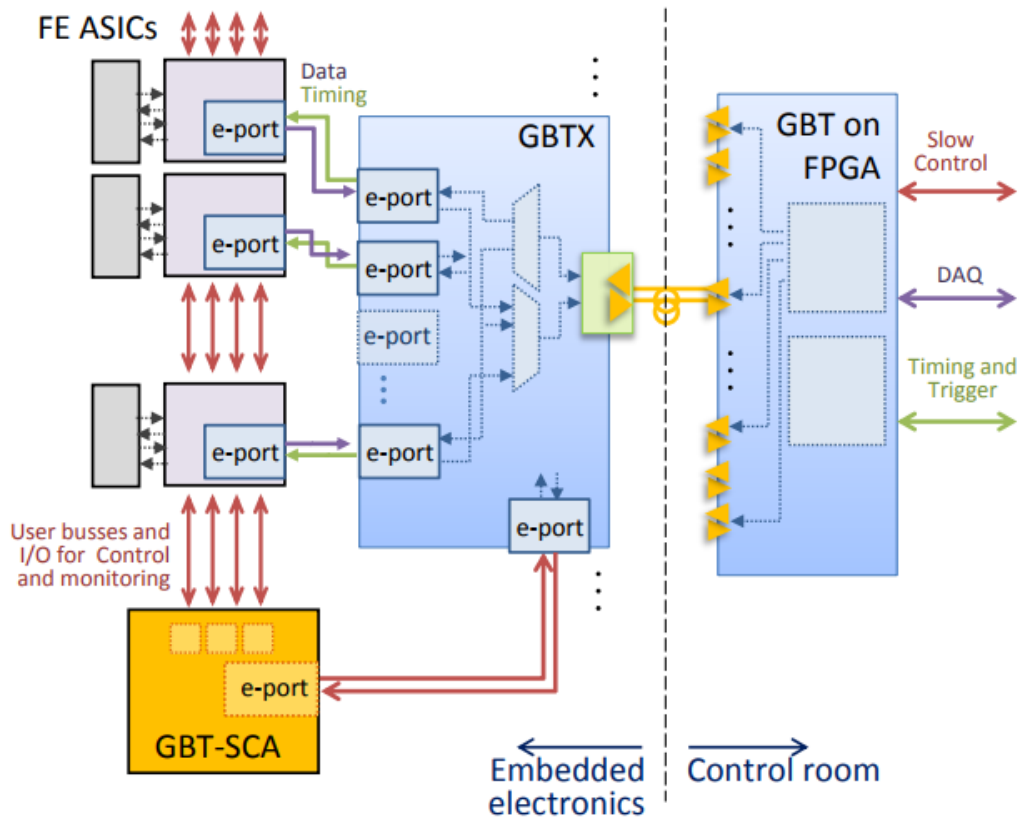 FE ASICs
Data
Timing
e-port
GBTX
GBT on
FPGA
Slow
Control
e-port
e-port
e-port
DAQ
e-port
Timing and
Trigger
e-port
e-port
User busses and
I/O for Control
and monitoring
e-port
e-port
GBT-SCA
Embedded
electronics
Control room